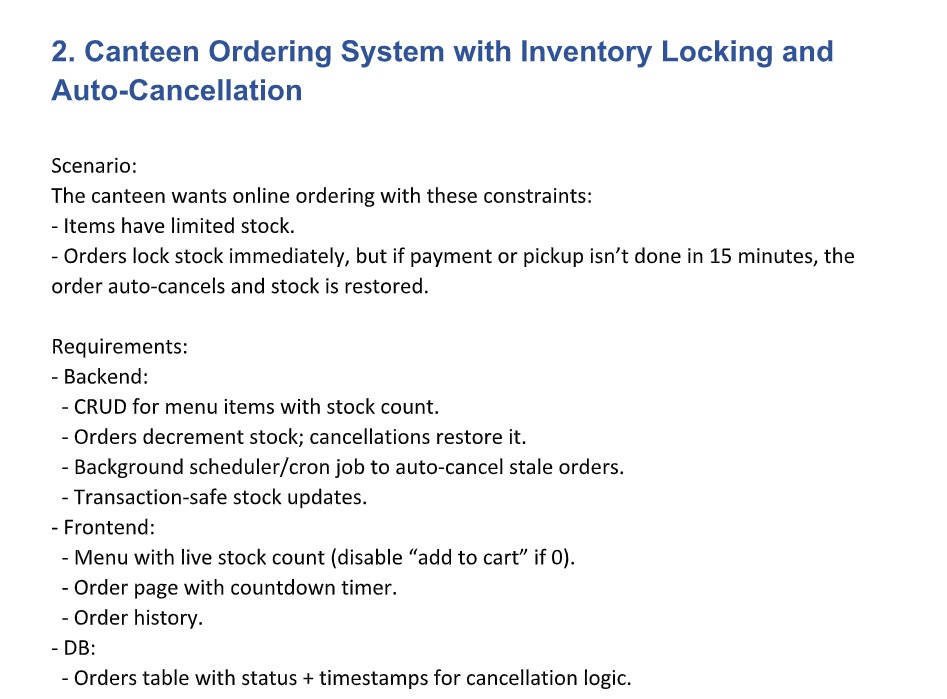 2. Canteen Ordering System with Inventory Locking and
Auto-Cancellation
Scenario:
The canteen wants online ordering with these constraints:
- Items have limited stock.
- Orders lock stock immediately, but if payment or pickup isn’t done in 15 minutes, the
order auto-cancels and stock is restored.
Requirements:
- Backend:
- CRUD for menu items with stock count.
- Orders decrement stock; cancellations restore it.
- Background scheduler/cron job to auto-cancel stale orders.
- Transaction-safe stock updates.
- Frontend:
- Menu with live stock count (disable “add to cart” if 0).
- Order page with countdown timer.
- Order history.
- DB:
- Orders table with status + timestamps for cancellation logic.